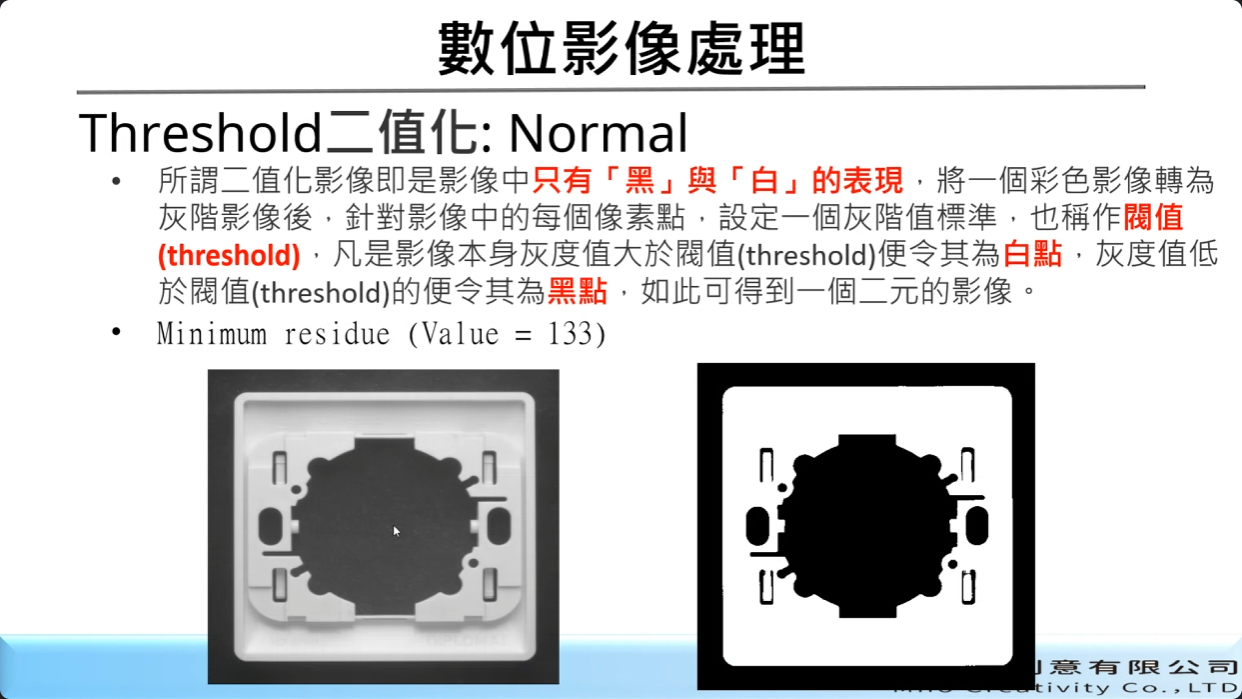 數位影像處理
Threshold二值化: Normal
• 所謂二值化影像即是影像中只有「黑」與「白」的表現，將一個彩色影像轉為
灰階影像後，針對影像中的每個像素點，設定一個灰階值標準，也稱作閥值
(threshold)，凡是影像本身灰度值大於閥值(threshold)便令其為白點，灰度值低
於閥值(threshold)的便令其為黑點，如此可得到一個二元的影像。
• Minimum residue (Value = 133)
意有限公司
Creativity Co.,LTD